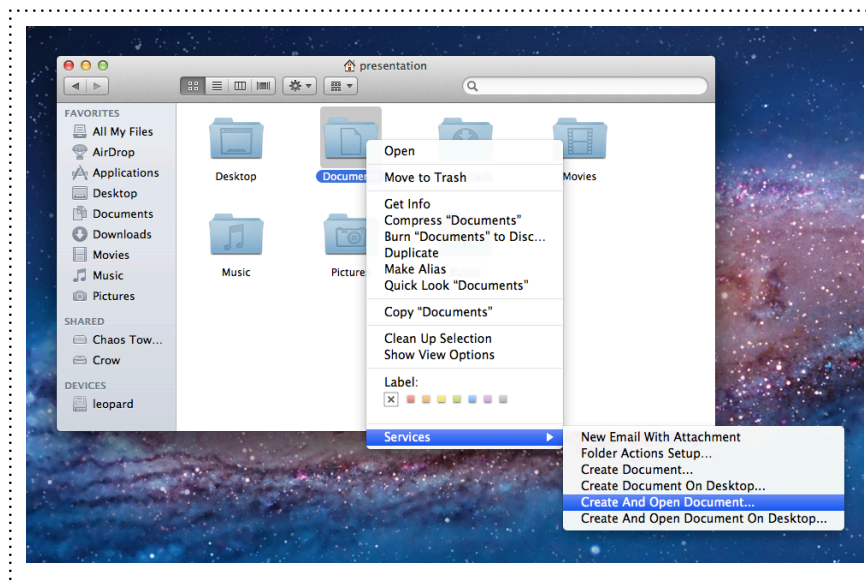 presentation
FAVORITES
All My Files
AirDrop
Applications
Desktop
Documents
Downloads
Movies
Music
Pictures
SHARED
Chaos Tow...
Crow
DEVICES
leopard
Desktop
Docume
Movies
Music
Picture
Open
Move to Trash
Get Info
Compress “Documents”
Burn “Documents” to Disc...
Duplicate
Make Alias
Quick Look “Documents”
Copy “Documents”
Clean Up Selection
Show View Options
Label:
Services
New Email With Attachment
Folder Actions Setup...
Create Document...
Create Document On Desktop...
Create And Open Document...
Create And Open Document On Desktop...